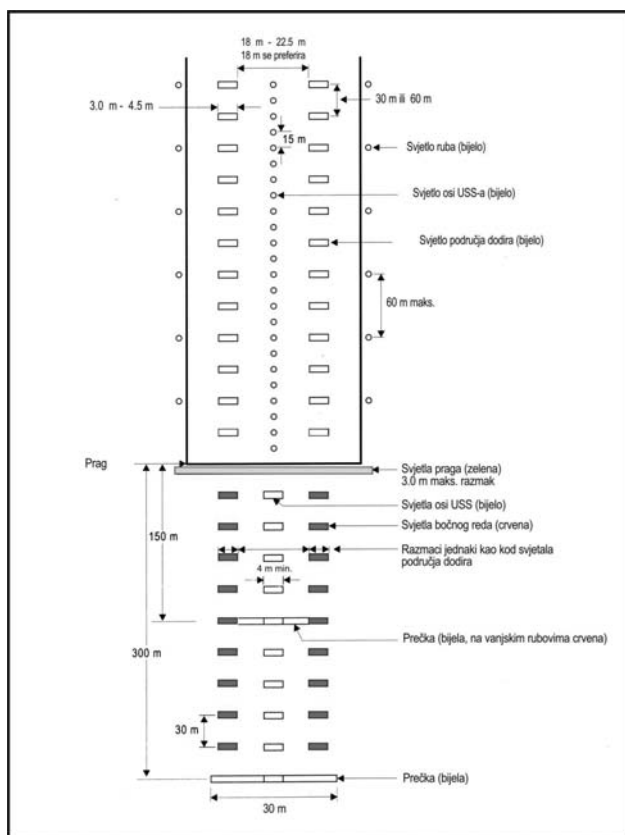 18 m - 22.5 m
18 m se preferira
3.0 m - 4.5 m
30 m ili 60 m
15 m
Svjetlo ruba (bijelo)
Svjetlo osi USS-a (bijelo)
Svjetlo područja dodira (bijelo)
60 m maks.
Prag
Svjetla praga (zelena)
3.0 m maks. razmak
Svjetla osi USS (bijelo)
Svjetla bočnog reda (crvena)
150 m
Razmaci jednaki kao kod svjetala
područja dodira
4 m min.
Prečka (bijela, na vanjskim rubovima crvena)
300 m
30 m
Prečka (bijela)
30 m